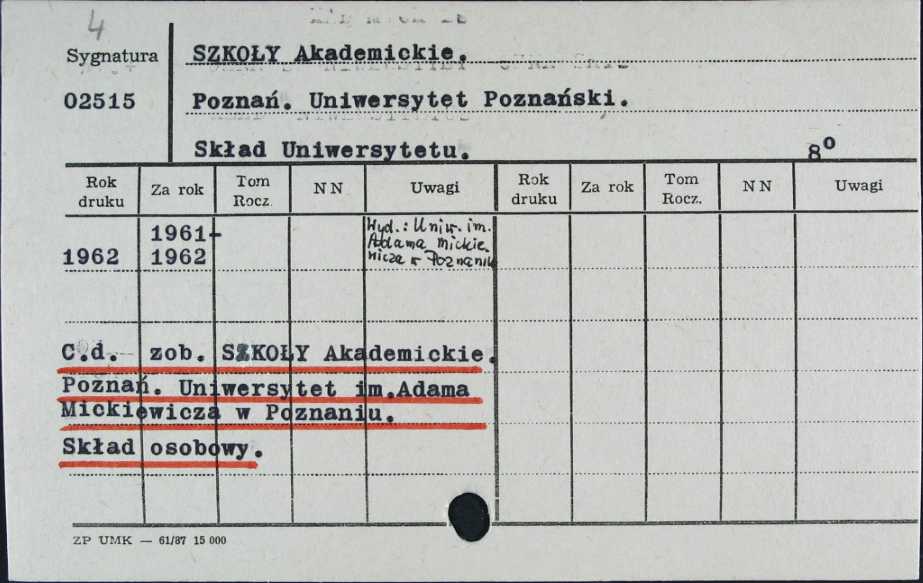 4
Sygnatura
02515
SZKOŁY Akademickie.
Poznań. Uniwersytet Poznański.
Skład Uniwersytetu. 8º
Rok druku Za rok Tom Rocz. NN Uwagi Rok druku Za rok Tom Rocz. NN Uwagi
1962 1961-1962 Wyd.: Uniw. im.
Adama Mickie
wicza w Poznaniu
C.d. zob. SZKOŁY Akademickie.
Poznań. Uniwersytet im.Adama
Mickiewicza w Poznaniu.
Skład osobowy.
ZP UMK — 61/87 15 000